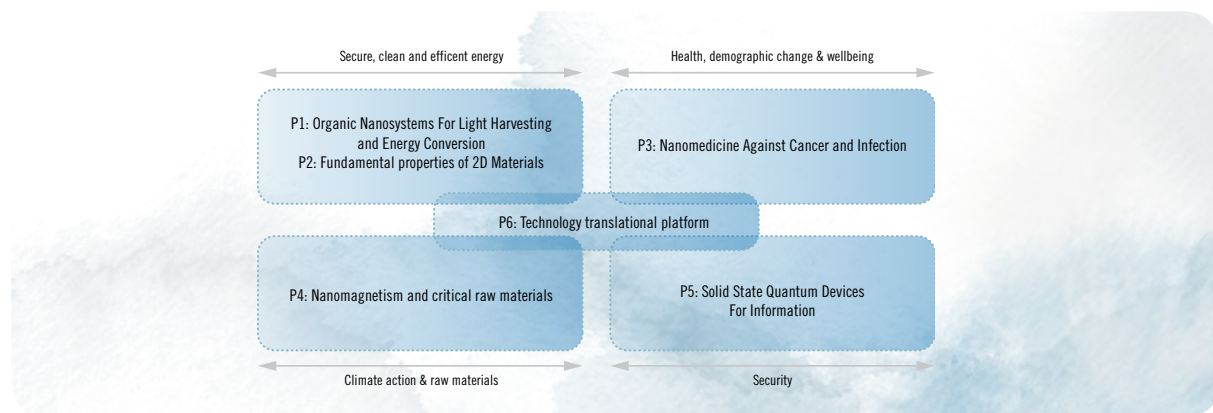 Secure, clean and efficent energy
Health, demographic change & wellbeing
P1: Organic Nanosystems For Light Harvesting
and Energy Conversion
P2: Fundamental properties of 2D Materials
P3: Nanomedicine Against Cancer and Infection
P6: Technology translational platform
P4: Nanomagnetism and critical raw materials
P5: Solid State Quantum Devices
For Information
Climate action & raw materials
Security